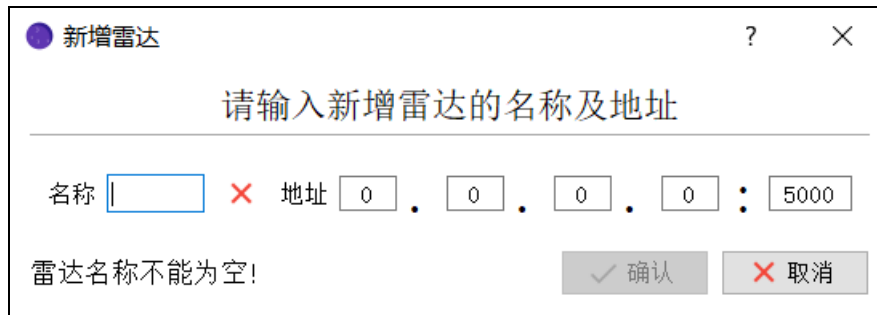 新增雷达 ?
请输入新增雷达的名称及地址
名称 地址 0 . 0 . 0 . 0 : 5000
雷达名称不能为空! 确认 取消